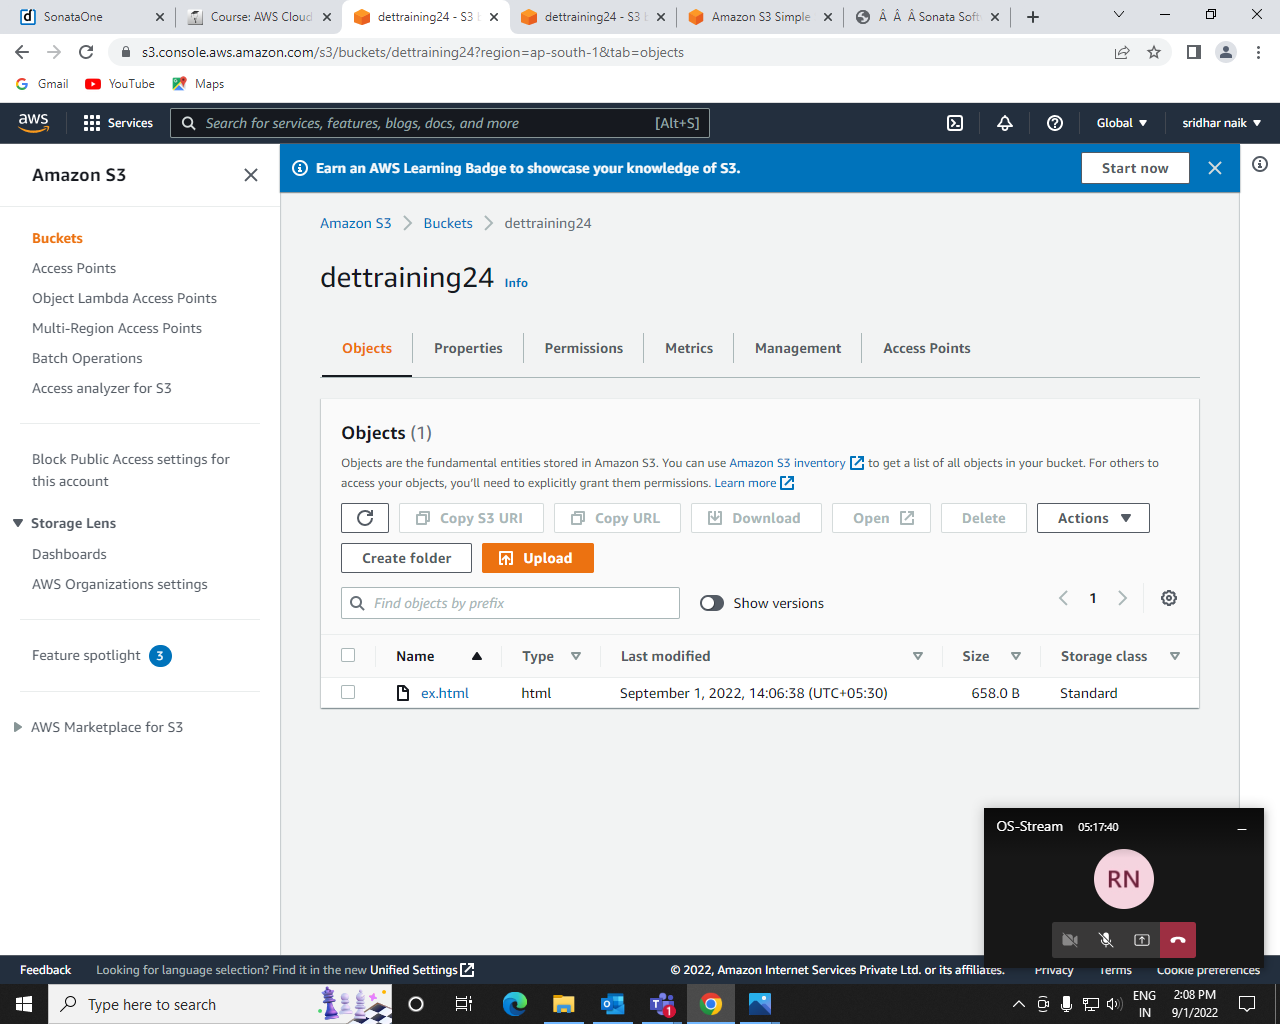 SonataOne
Course: AWS Cloud
dettraining24 - S3 b
dettraining24 - S3 b
Amazon S3 Simple
Â Â Â Sonata Soft
s3.console.aws.amazon.com/s3/buckets/dettraining24?region=ap-south-1&tab=objects
Gmail
YouTube
Maps
aws
Services
Search for services, features, blogs, docs, and more
[Alt+S]
Global
sridhar naik
Amazon S3
Earn an AWS Learning Badge to showcase your knowledge of S3.
Start now
Buckets
Access Points
Object Lambda Access Points
Multi-Region Access Points
Batch Operations
Access analyzer for S3
Block Public Access settings for
this account
Storage Lens
Dashboards
AWS Organizations settings
Feature spotlight
3
AWS Marketplace for S3
Amazon S3
Buckets
dettraining24
dettraining24
Info
Objects
Properties
Permissions
Metrics
Management
Access Points
Objects (1)
Objects are the fundamental entities stored in Amazon S3. You can use Amazon S3 inventory to get a list of all objects in your bucket. For others to
access your objects, you'll need to explicitly grant them permissions. Learn more
Copy S3 URI
Copy URL
Download
Open
Delete
Actions
Create folder
Upload
Find objects by prefix
Show versions
1
Name
Type
Last modified
Size
Storage class
ex.html
html
September 1, 2022, 14:06:38 (UTC+05:30)
658.0 B
Standard
OS-Stream
05:17:40
RN
Feedback
Looking for language selection? Find it in the new Unified Settings
© 2022, Amazon Internet Services Private Ltd. or its affiliates.
Privacy
Terms
Cookie preferences
Type here to search
1
ENG
IN
2:08 PM
9/1/2022